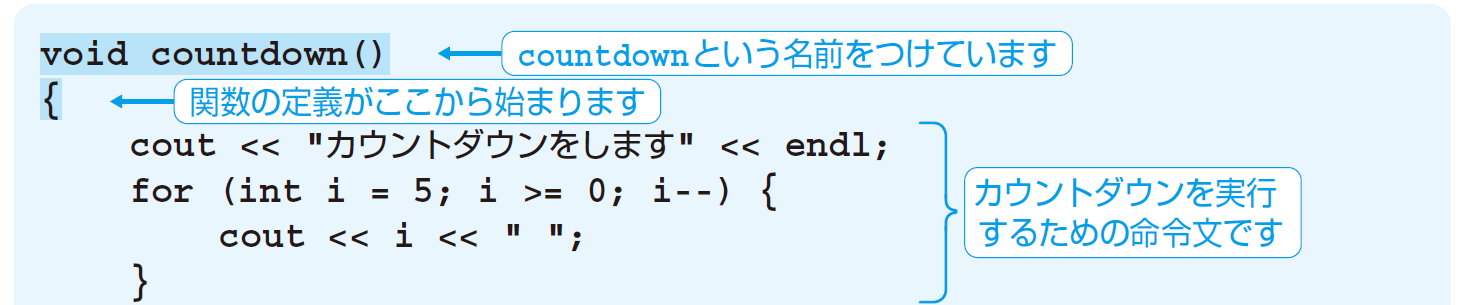 void countdown() countdownという名前をつけています
{ 関数の定義がここから始まります
cout << "カウントダウンをします" << endl;
for (int i = 5; i >= 0; i--) {
cout << i << " ";
}
カウントダウンを実行
するための命令文です